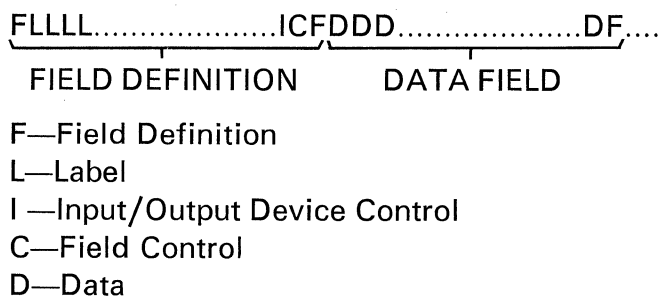 FLLLL.....................ICFDDD.....................DF....
FIELD DEFINITION DATA FIELD
F—Field Definition
L—Label
I —Input/Output Device Control
C—Field Control
D—Data